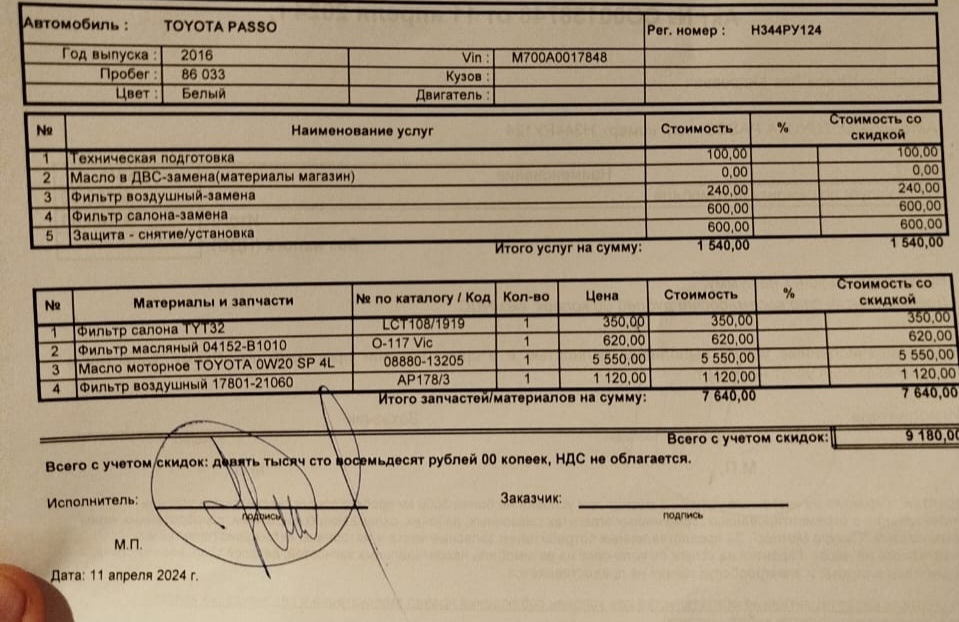 Автомобиль : TOYOTA PASSO Рег. номер : Н344РУ124
Год выпуска : 2016 Vin : M700A0017848
Пробег : 86 033 Кузов :
Цвет : Белый Двигатель :
№ Наименование услуг Стоимость % Стоимость со скидкой
1 Техническая подготовка 100,00 100,00
2 Масло в ДВС-замена(материалы магазин) 0,00 0,00
3 Фильтр воздушный-замена 240,00 240,00
4 Фильтр салона-замена 600,00 600,00
5 Защита - снятие/установка 600,00 600,00
Итого услуг на сумму: 1 540,00 1 540,00
№ Материалы и запчасти № по каталогу / Код Кол-во Цена Стоимость % Стоимость со скидкой
1 Фильтр салона TYT32 LCT108/1919 1 350,00 350,00 350,00
2 Фильтр масляный 04152-B1010 O-117 Vic 1 620,00 620,00 620,00
3 Масло моторное TOYOTA 0W20 SP 4L 08880-13205 1 5 550,00 5 550,00 5 550,00
4 Фильтр воздушный 17801-21060 AP178/3 1 1 120,00 1 120,00 1 120,00
Итого запчастей/материалов на сумму: 7 640,00 7 640,00
Всего с учетом скидок: 9 180,00
Всего с учетом скидок: девять тысяч сто восемьдесят рублей 00 копеек, НДС не облагается.
Исполнитель: Заказчик:
подпись подпись
М.П.
Дата: 11 апреля 2024 г.